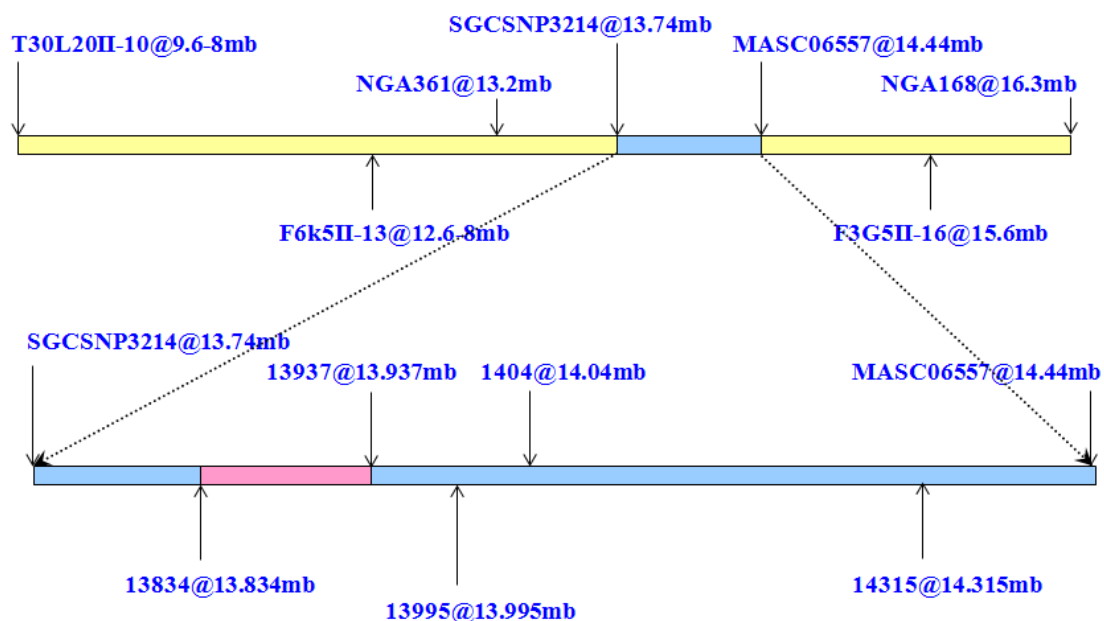 SGCSNP3214@13.74mb
T30L20II-10@9.6-8mb
MASC06557@14.44mb
NGA361@13.2mb
NGA168@16.3mb
F6k5II-13@12.6-8mb
F3G5II-16@15.6mb
SGCSNP3214@13.74mb
13937@13.937mb
1404@14.04mb
MASC06557@14.44mb
13834@13.834mb
14315@14.315mb
13995@13.995mb